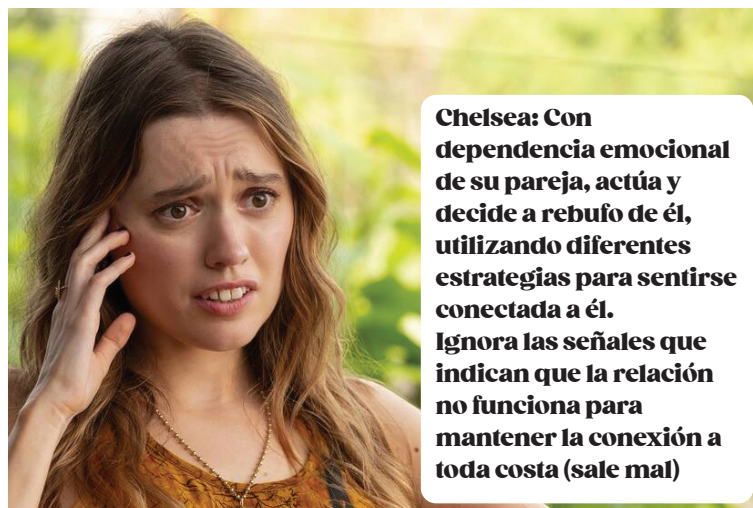 Chelsea: Con
dependencia emocional
de su pareja, actúa y
decide a rebufo de él,
utilizando diferentes
estrategias para sentirse
conectada a él.
Ignora las señales que
indican que la relación
no funciona para
mantener la conexión a
toda costa (sale mal)